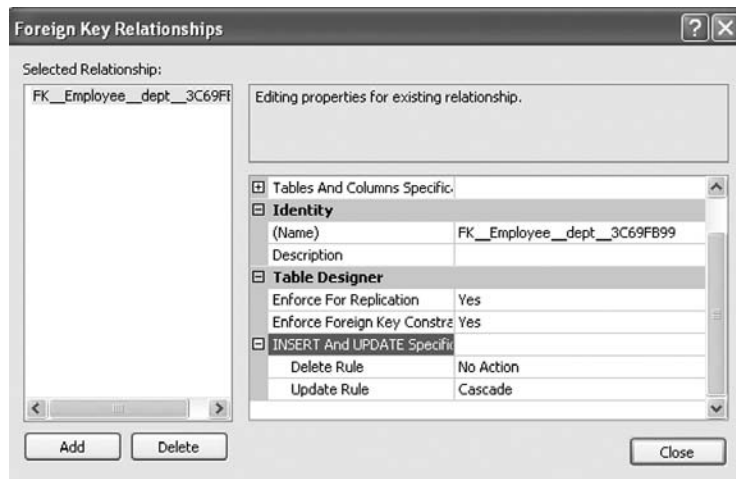 Foreign Key Relationships
Selected Relationship:
FK__Employee__dept__3C69FE
Editing properties for existing relationship.
Tables And Columns Specific
Identity
(Name) FK__Employee__dept__3C69FB99
Description
Table Designer
Enforce For Replication Yes
Enforce Foreign Key Constra Yes
INSERT And UPDATE Specific
Delete Rule No Action
Update Rule Cascade
Add Delete
Close